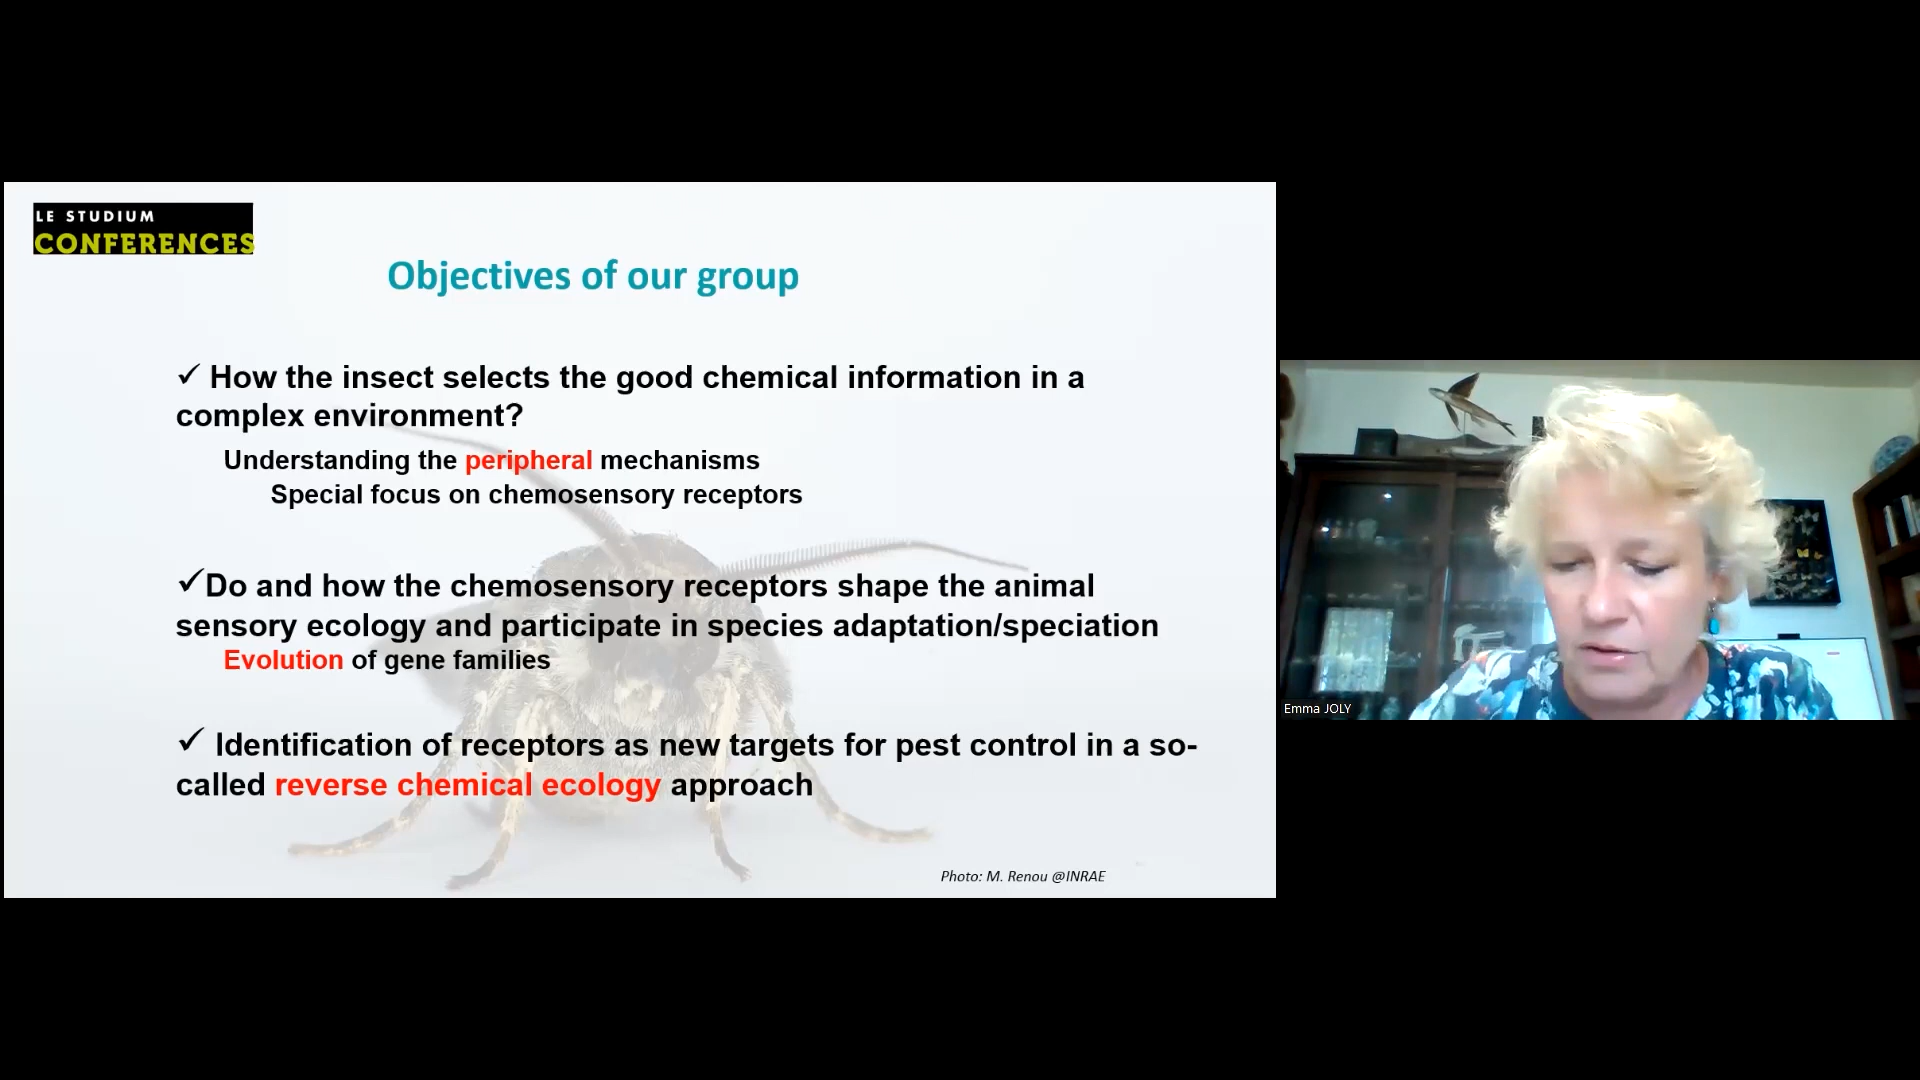 LE STUDIUM
CONFERENCES
Objectives of our group
✓ How the insect selects the good chemical information in a
complex environment?
Understanding the peripheral mechanisms
Special focus on chemosensory receptors
✓Do and how the chemosensory receptors shape the animal
sensory ecology and participate in species adaptation/speciation
Evolution of gene families
✓ Identification of receptors as new targets for pest control in a so-
called reverse chemical ecology approach
Photo: M. Renou @INRAE
Emma JOLY